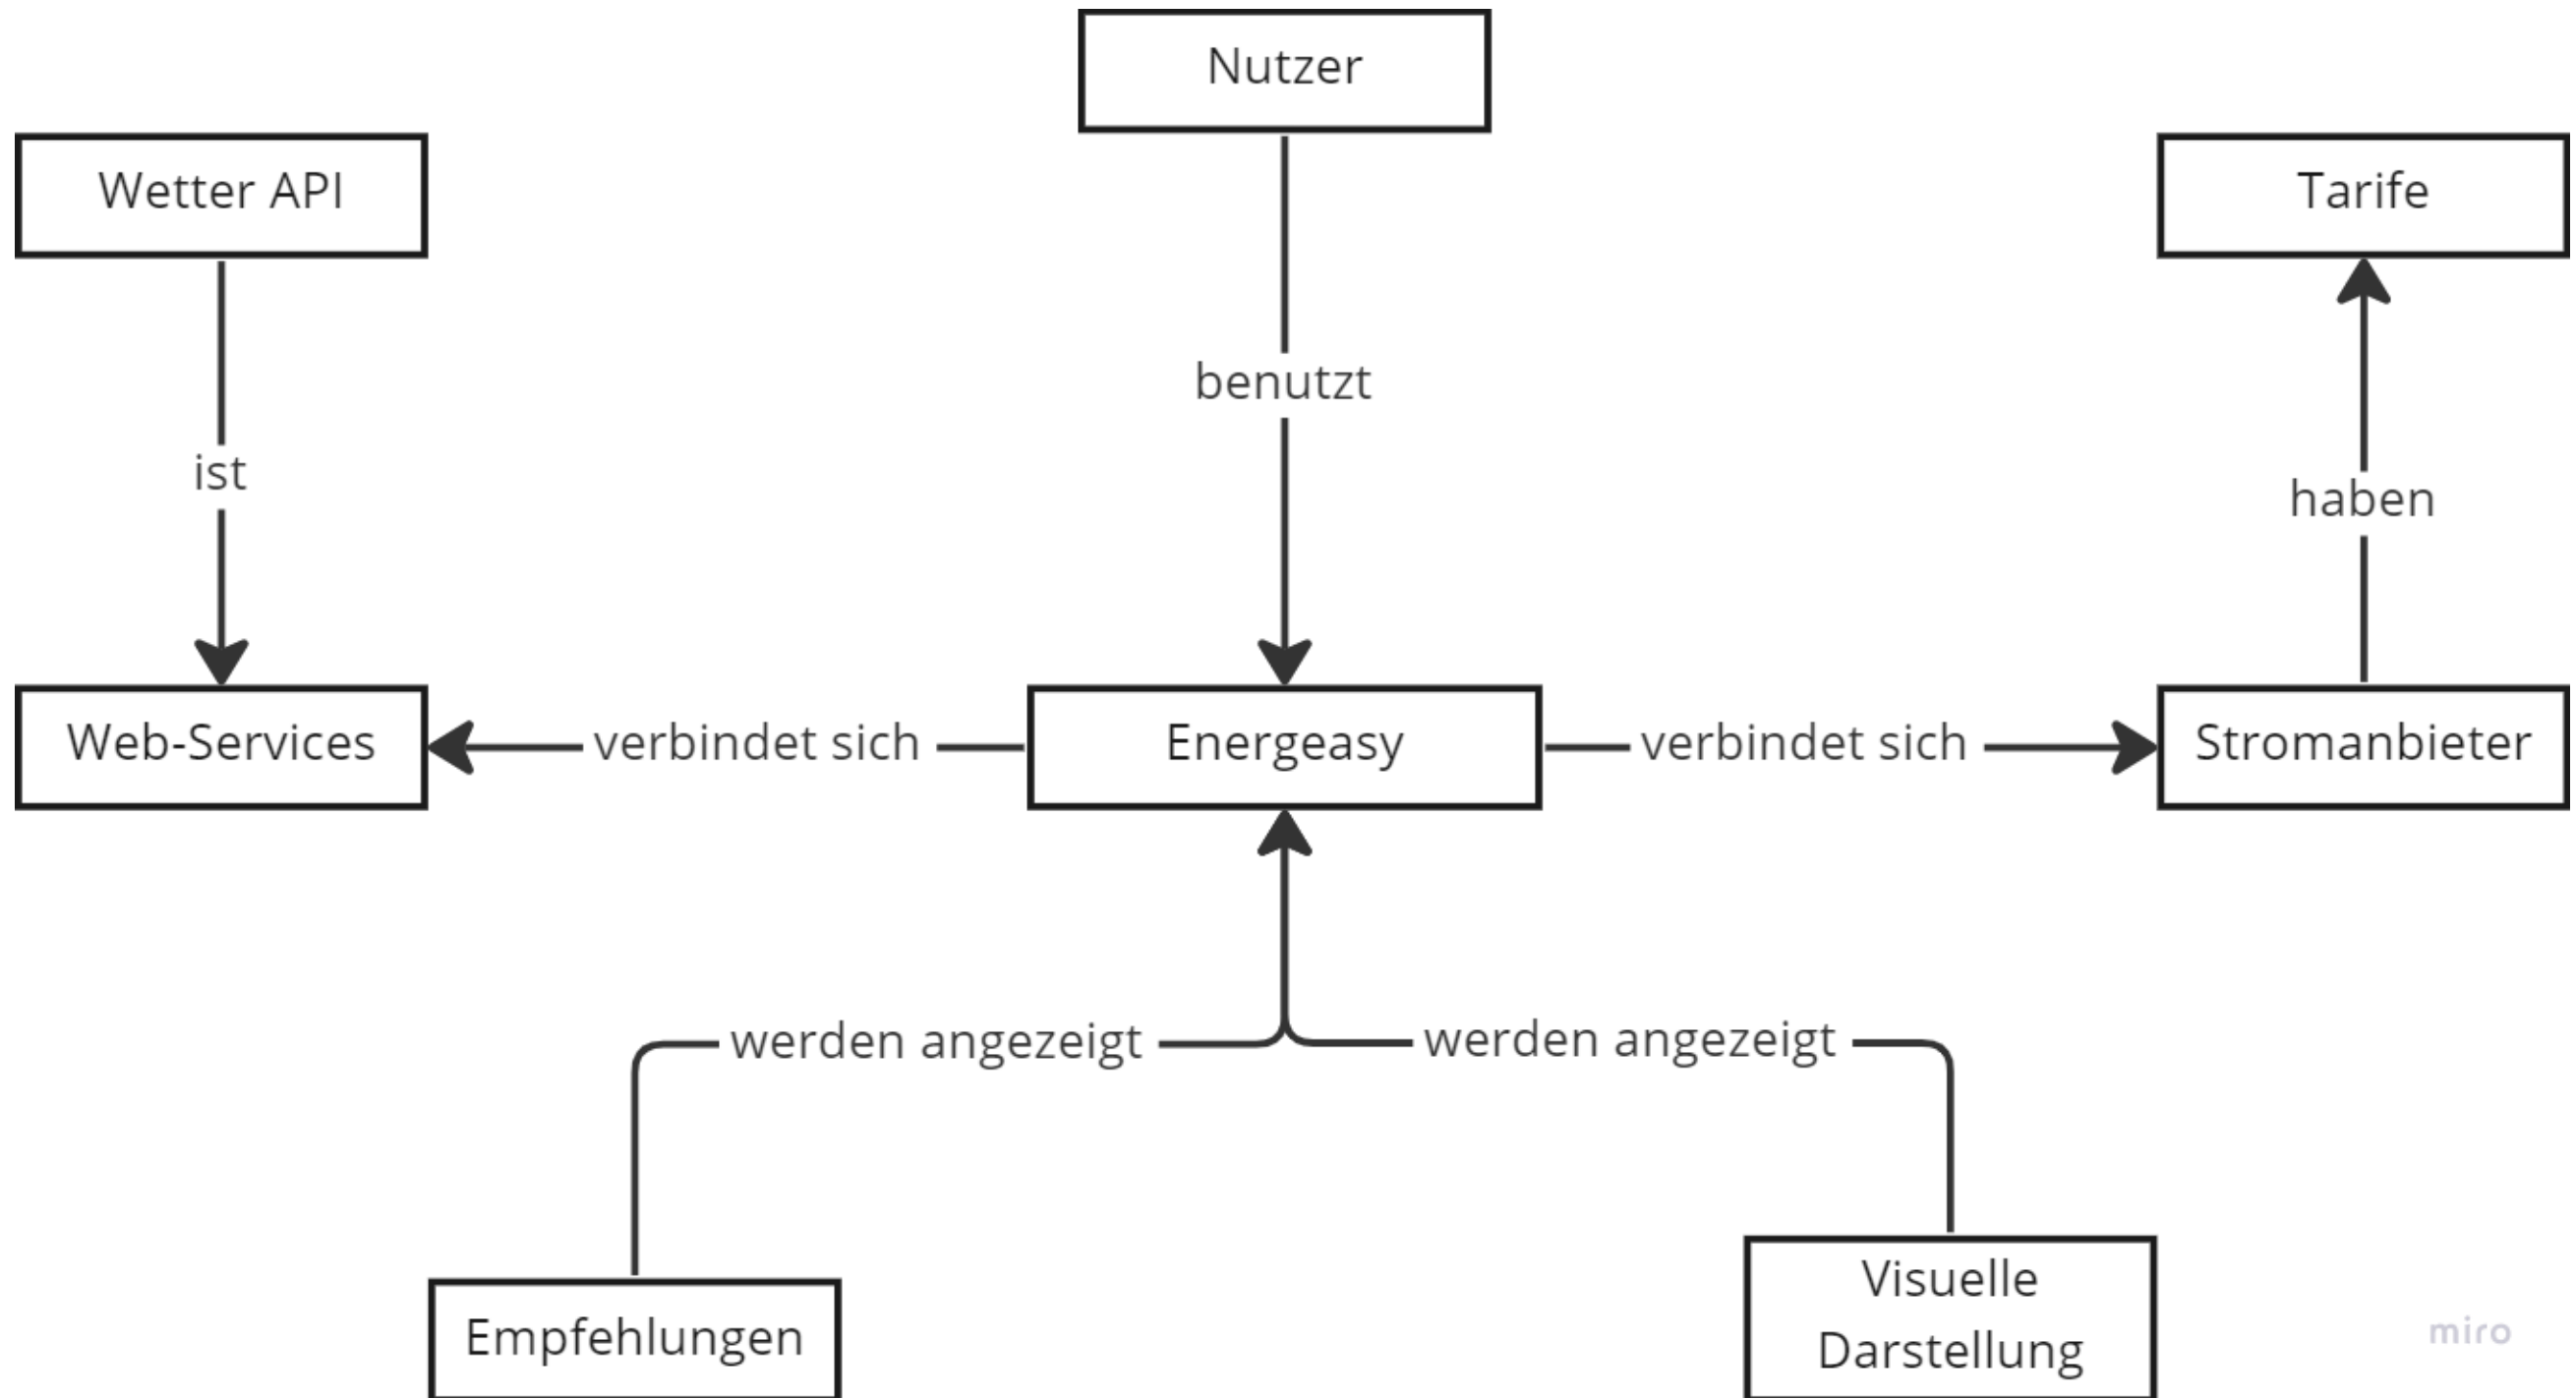 Nutzer
Wetter API
Tarife
benutzt
ist
haben
Web-Services
verbindet sich
Energeasy
verbindet sich
Stromanbieter
werden angezeigt
werden angezeigt
Empfehlungen
Visuelle
Darstellung
miro